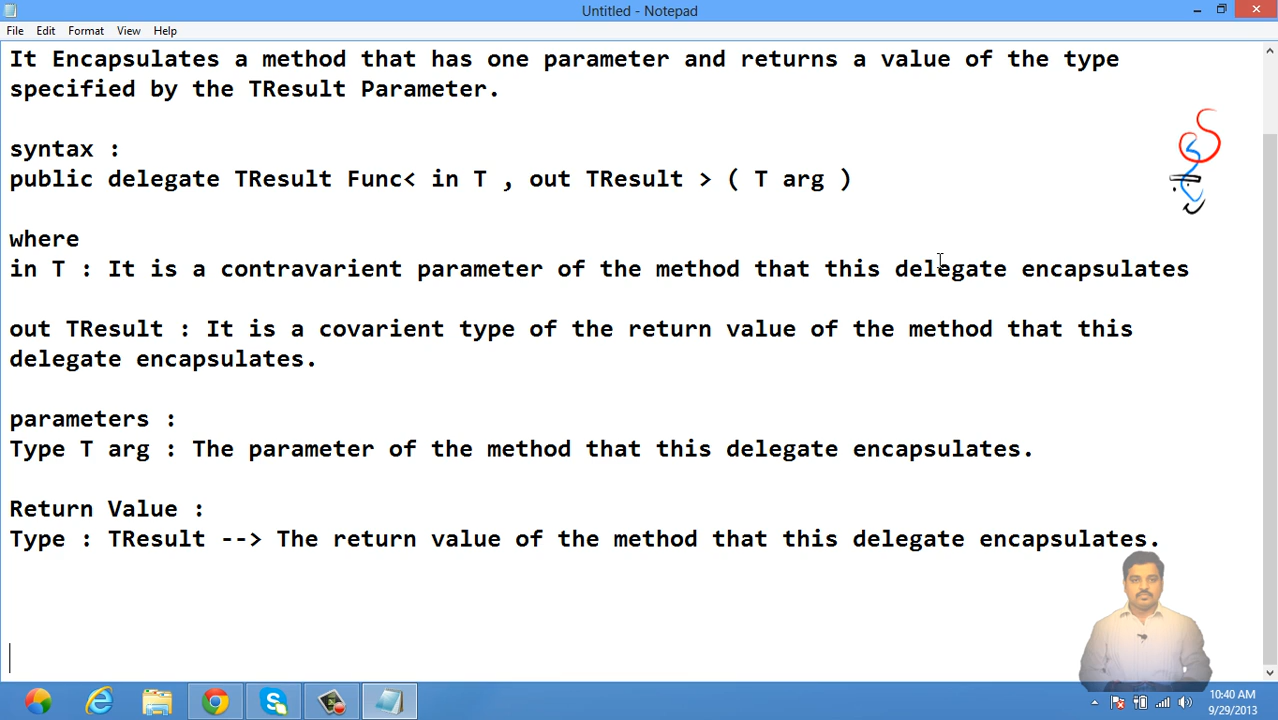 Untitled - Notepad
File Edit Format View Help
It Encapsulates a method that has one parameter and returns a value of the type
specified by the TResult Parameter.
syntax :
public delegate TResult Func< in T , out TResult > ( T arg )
where
in T : It is a contravarient parameter of the method that this delegate encapsulates
out TResult : It is a covarient type of the return value of the method that this
delegate encapsulates.
parameters :
Type T arg : The parameter of the method that this delegate encapsulates.
Return Value :
Type : TResult --> The return value of the method that this delegate encapsulates.
10:40 AM
9/29/2013